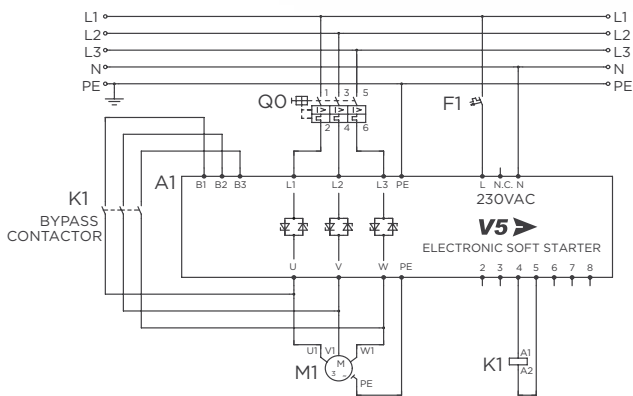 L1 L1
L2 L2
L3 L3
N N
PE PE
1 3 5
Q0 F1
2 4 6
A1 B1 B2 B3 L1 L2 L3 PE L N.C. N
230VAC
K1
BYPASS
CONTACTOR
V5
ELECTRONIC SOFT STARTER
U V W PE 2 3 4 5 6 7 8
U1 V1 W1
M1 M
3 ~
PE
K1 A1
A2